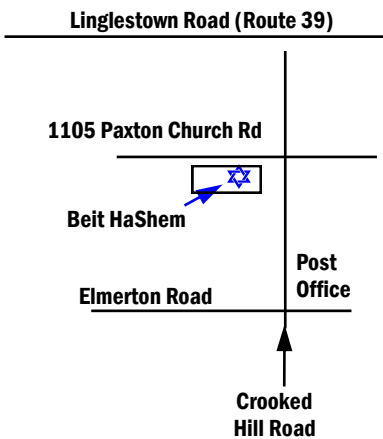 Linglestown Road (Route 39)
1105 Paxton Church Rd
Beit HaShem
Post
Office
Elmerton Road
Crooked
Hill Road